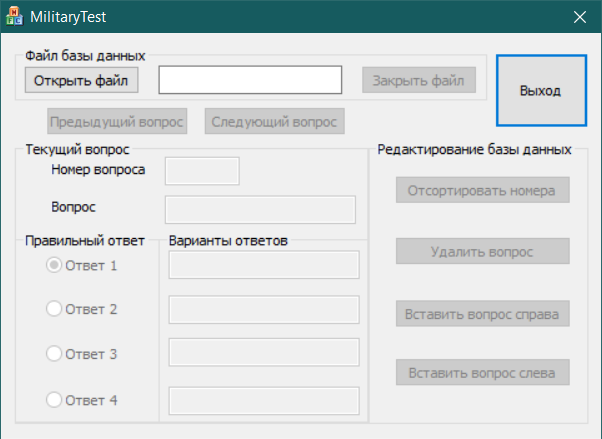 MilitaryTest
Файл базы данных
Открыть файл
Закрыть файл
Выход
Предыдущий вопрос
Следующий вопрос
Текущий вопрос
Номер вопроса
Вопрос
Правильный ответ
Варианты ответов
Ответ 1
Ответ 2
Ответ 3
Ответ 4
Редактирование базы данных
Отсортировать номера
Удалить вопрос
Вставить вопрос справа
Вставить вопрос слева